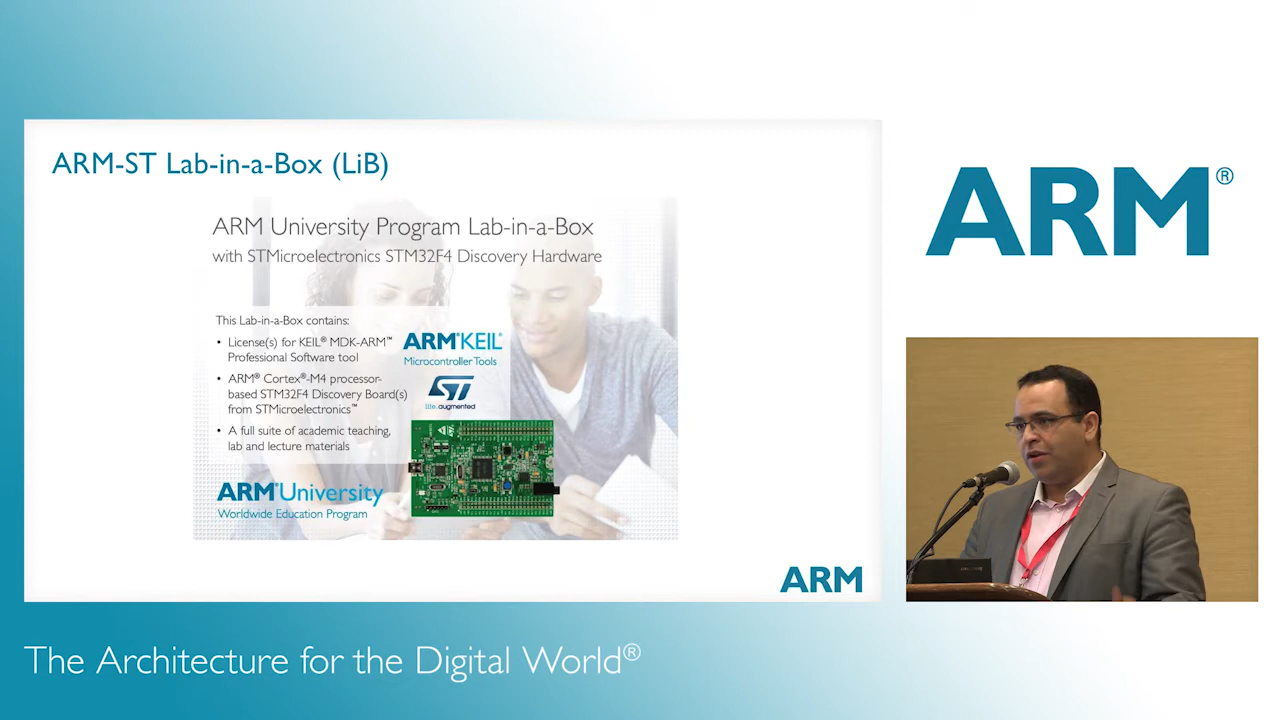 ARM-ST Lab-in-a-Box (LiB)
ARM University Program Lab-in-a-Box
with STMicroelectronics STM32F4 Discovery Hardware
This Lab-in-a-Box contains:
• License(s) for KEIL® MDK-ARM™
Professional Software tool
• ARM® Cortex®-M4 processor-
based STM32F4 Discovery Board(s)
from STMicroelectronics™
• A full suite of academic teaching,
lab and lecture materials
ARM®KEIL®
Microcontroller Tools
ST
life.augmented
ARM®University
Worldwide Education Program
ARM
ARM®
The Architecture for the Digital World®